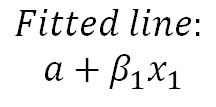 Fitted line:
a + β₁x₁